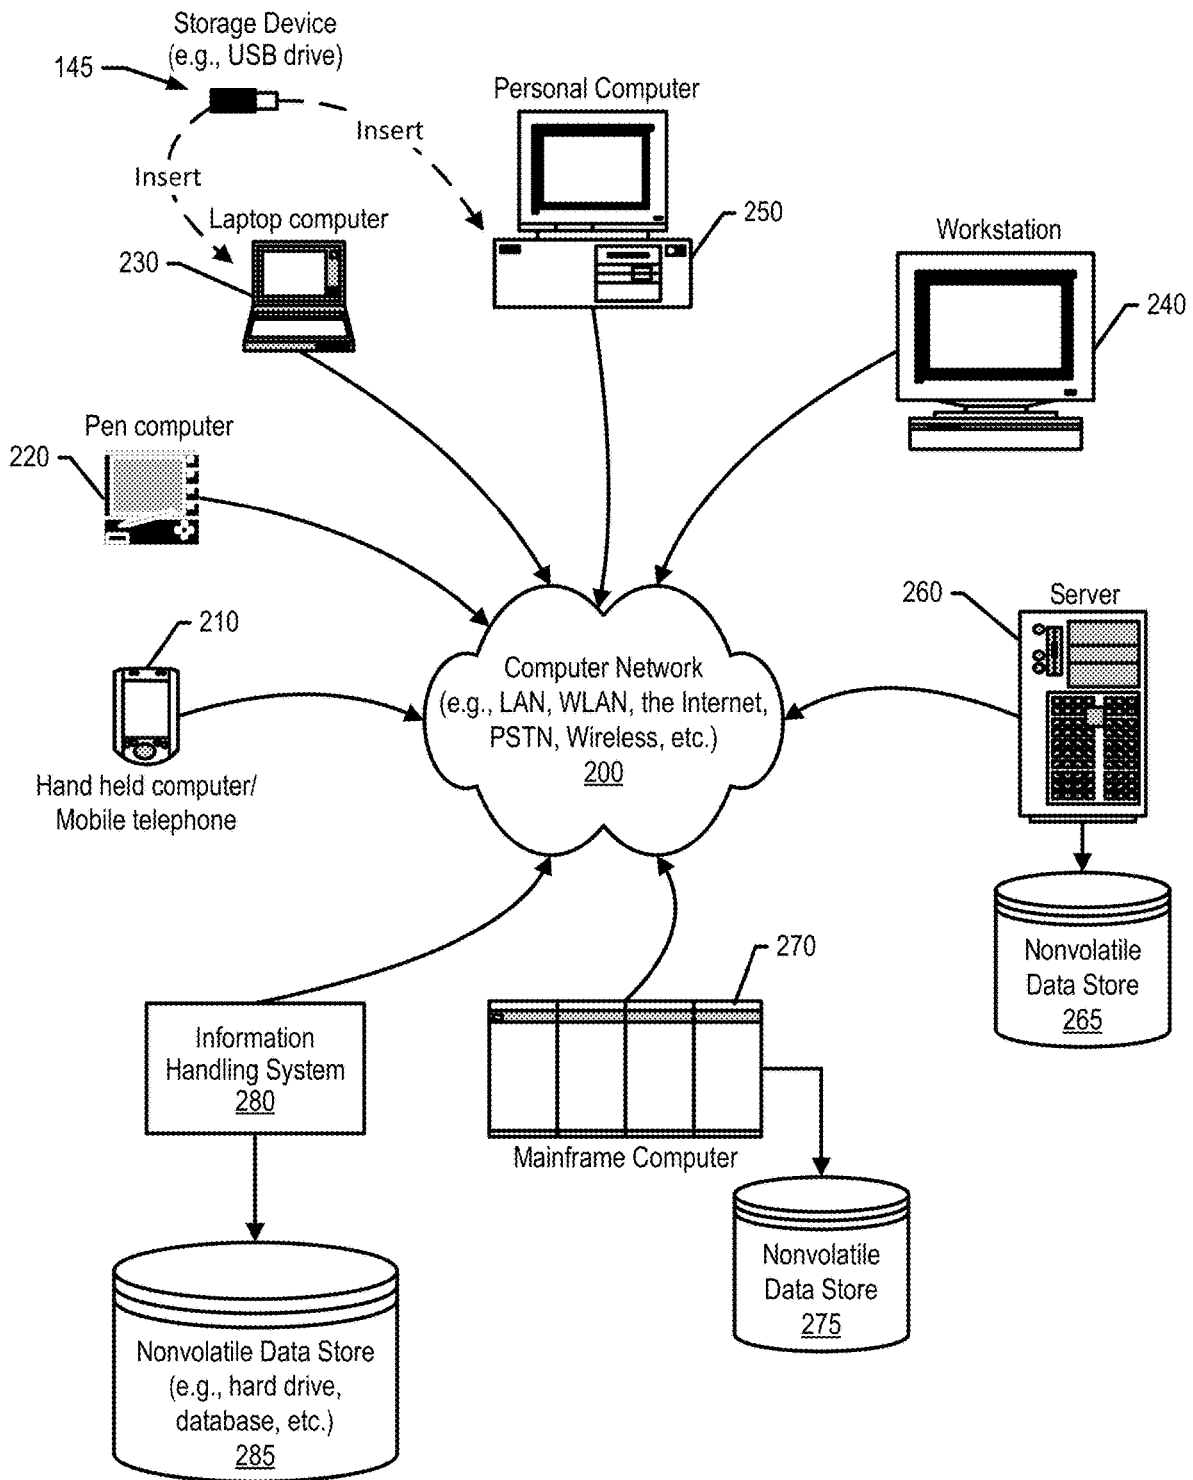 Storage Device
(e.g., USB drive)
145
Personal Computer
Insert
Insert
Laptop computer
250
Workstation
230
240
Pen computer
220
260
Server
210
Computer Network
(e.g., LAN, WLAN, the Internet,
PSTN, Wireless, etc.)
200
Hand held computer/
Mobile telephone
270
Nonvolatile
Data Store
265
Information
Handling System
280
Mainframe Computer
Nonvolatile
Data Store
275
Nonvolatile Data Store
(e.g., hard drive,
database, etc.)
285